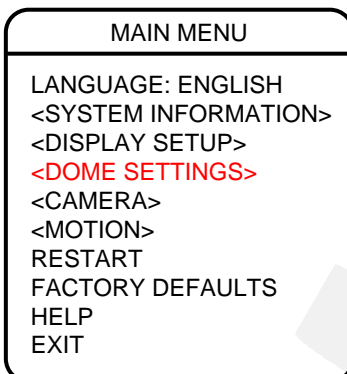 MAIN MENU
LANGUAGE: ENGLISH
<SYSTEM INFORMATION>
<DISPLAY SETUP>
<DOME SETTINGS>
<CAMERA>
<MOTION>
RESTART
FACTORY DEFAULTS
HELP
EXIT